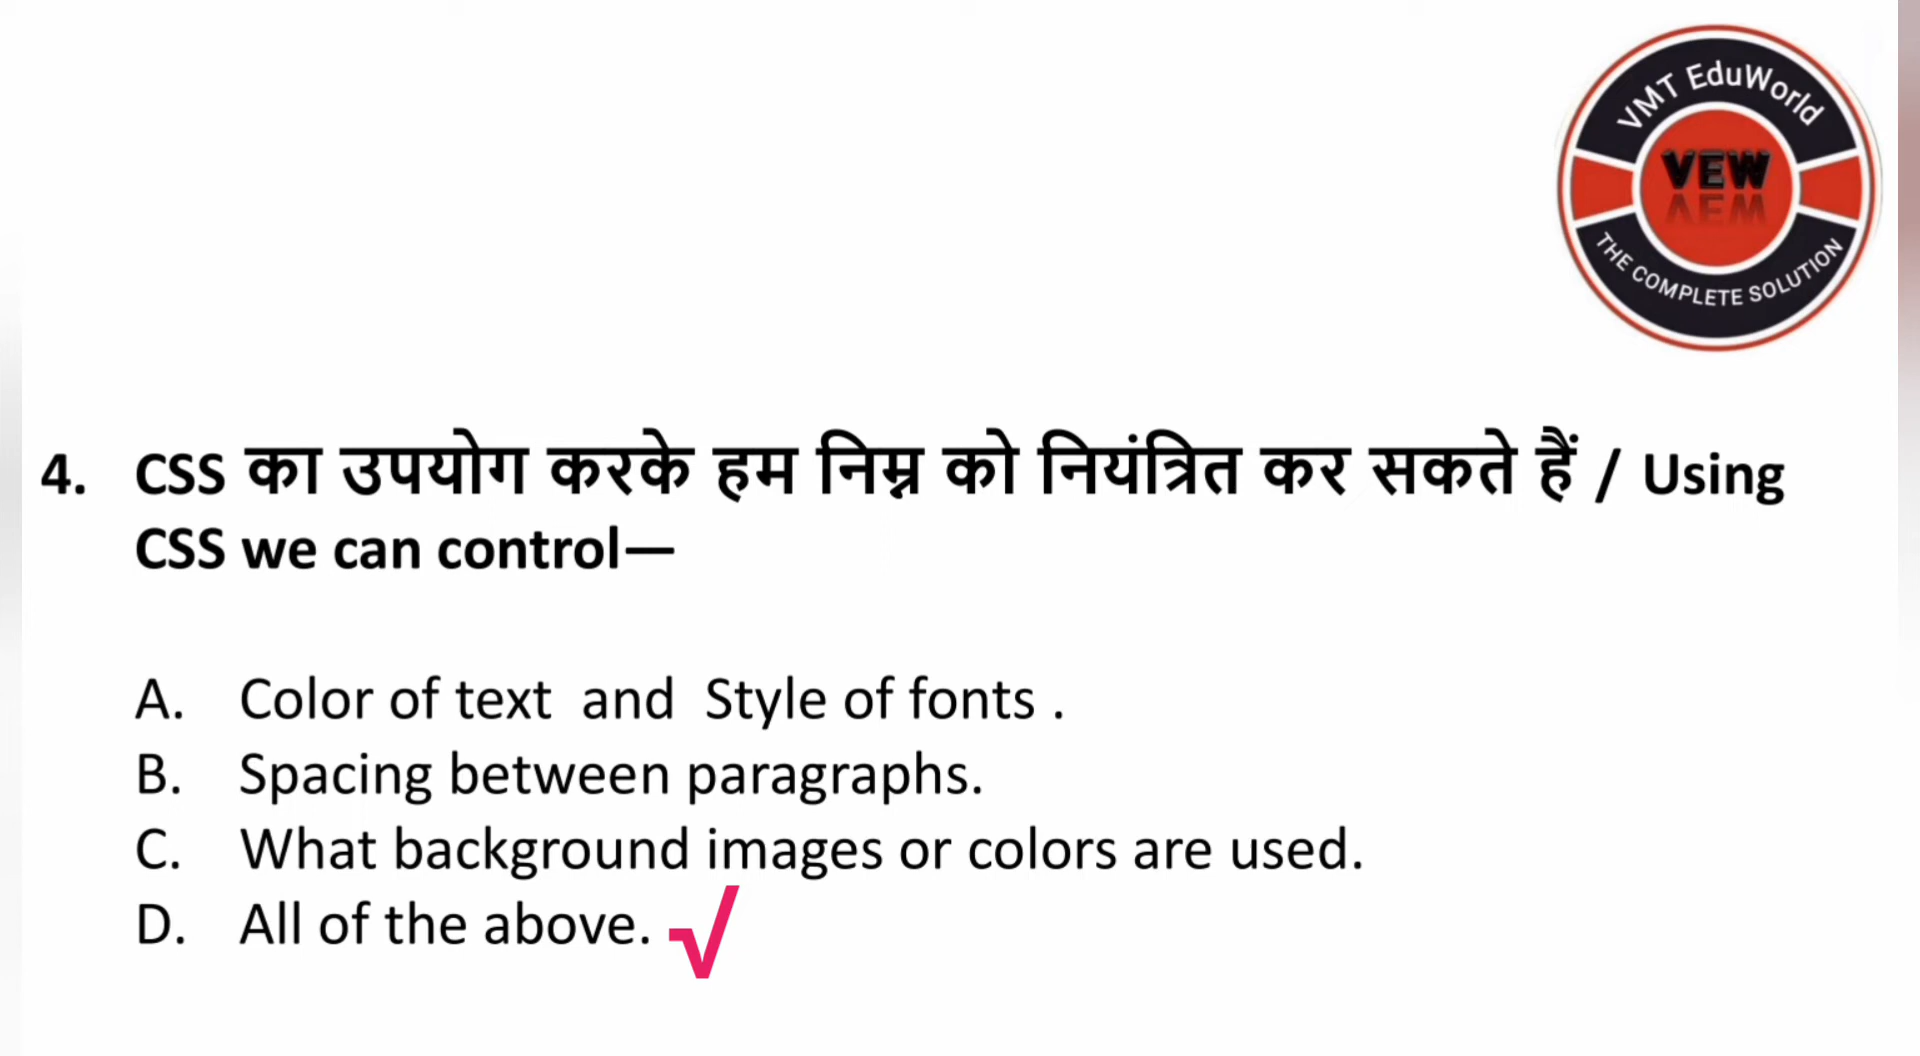 VMT EduWorld
VEW
THE COMPLETE SOLUTION
4. CSS का उपयोग करके हम निम्न को नियंत्रित कर सकते हैं / Using
CSS we can control—
A. Color of text and Style of fonts .
B. Spacing between paragraphs.
C. What background images or colors are used.
D. All of the above. √